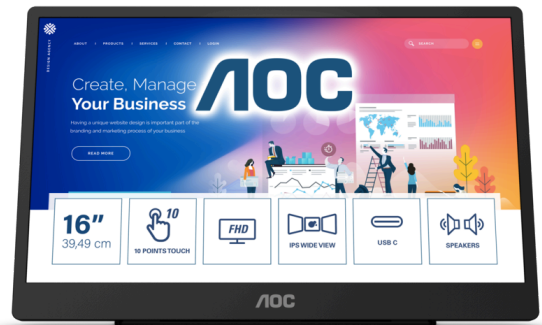 DESIGN AGENCY
ABOUT / PRODUCTS / SERVICES / CONTACT / LOGIN
SEARCH
Create, Manage
Your Business
Having a unique website design is important part of the
branding and marketing process of your business
READ MORE
AOC
16”
39,49 cm
10
10 POINTS TOUCH
FHD
IPS WIDE VIEW
USB C
SPEAKERS
AOC